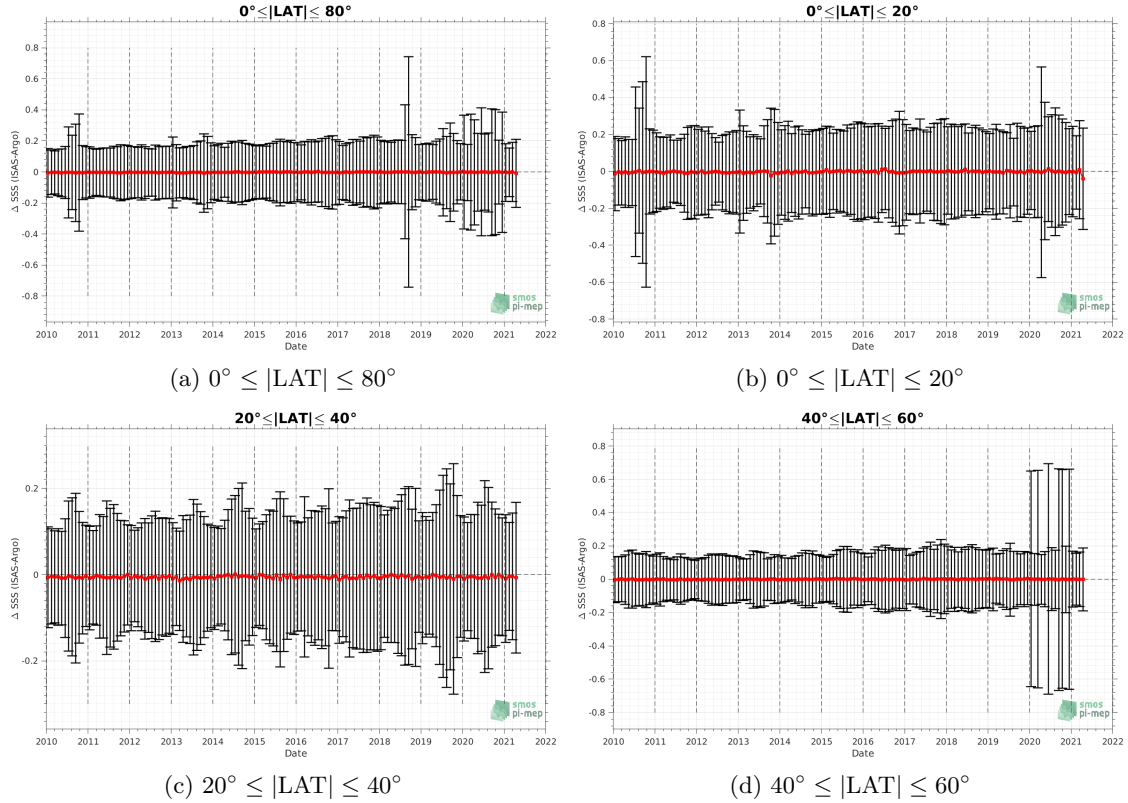 0°≤|LAT|≤ 80°
Δ SSS (ISAS-Argo)
0.8
0.6
0.4
0.2
0
-0.2
-0.4
-0.6
-0.8
2010 2011 2012 2013 2014 2015 2016 2017 2018 2019 2020 2021 2022
Date
smos
pi-mep
(a) 0° ≤ |LAT| ≤ 80°
0°≤|LAT|≤ 20°
Δ SSS (ISAS-Argo)
0.8
0.6
0.4
0.2
0
-0.2
-0.4
-0.6
-0.8
2010 2011 2012 2013 2014 2015 2016 2017 2018 2019 2020 2021 2022
Date
smos
pi-mep
(b) 0° ≤ |LAT| ≤ 20°
20°≤|LAT|≤ 40°
Δ SSS (ISAS-Argo)
0.2
0
-0.2
2010 2011 2012 2013 2014 2015 2016 2017 2018 2019 2020 2021 2022
Date
smos
pi-mep
(c) 20° ≤ |LAT| ≤ 40°
40°≤|LAT|≤ 60°
Δ SSS (ISAS-Argo)
0.8
0.6
0.4
0.2
0
-0.2
-0.4
-0.6
-0.8
2010 2011 2012 2013 2014 2015 2016 2017 2018 2019 2020 2021 2022
Date
smos
pi-mep
(d) 40° ≤ |LAT| ≤ 60°